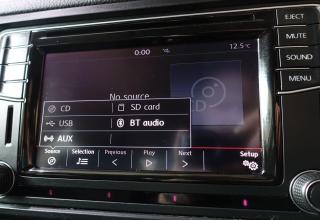 EJECT
0:00 12.5°C
MUTE
No source
SOUND
CD
CD SD card
MENU
USB BT audio
AUX
Source Selection Previous Play Next Setup